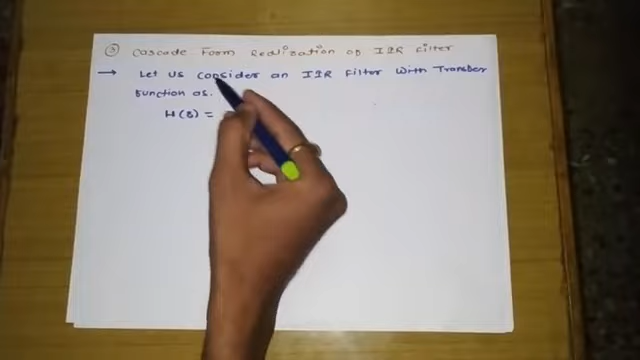 ③ Cascade Form Realization of IIR Filter
→ Let us consider an IIR Filter with Transfer
function as.
H(z) =